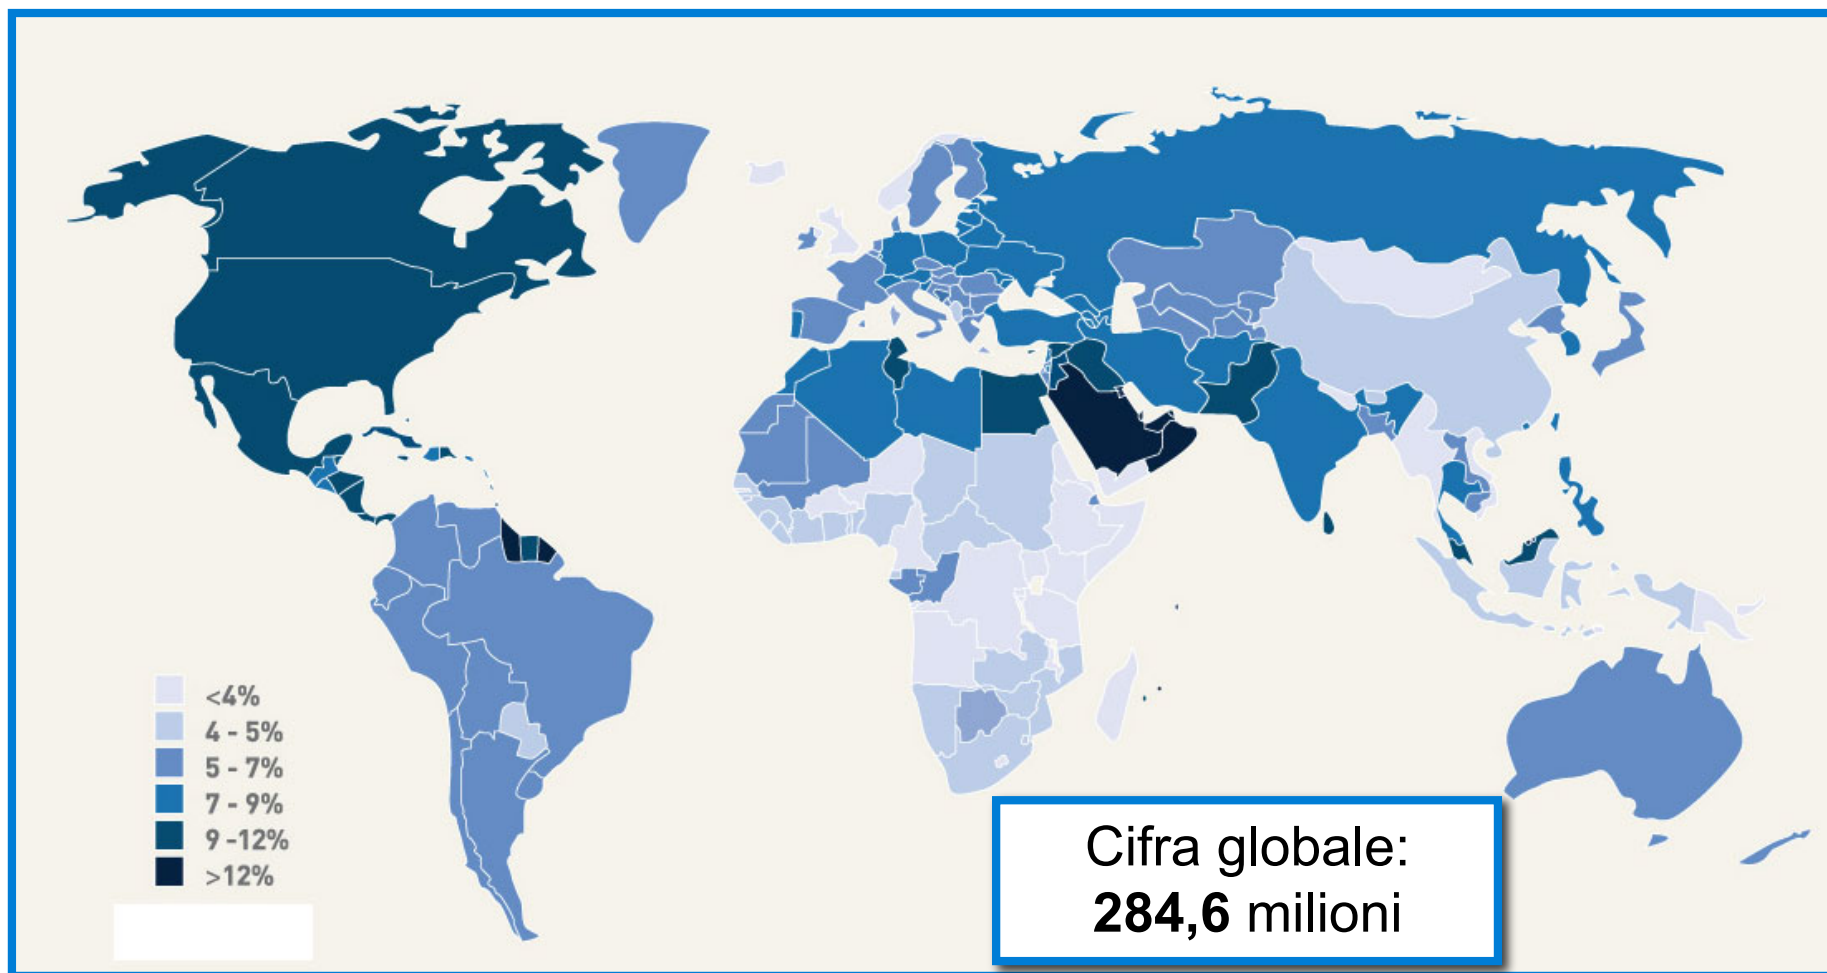 <4%
4 - 5%
5 - 7%
7 - 9%
9 -12%
>12%
Cifra globale:
284,6 milioni